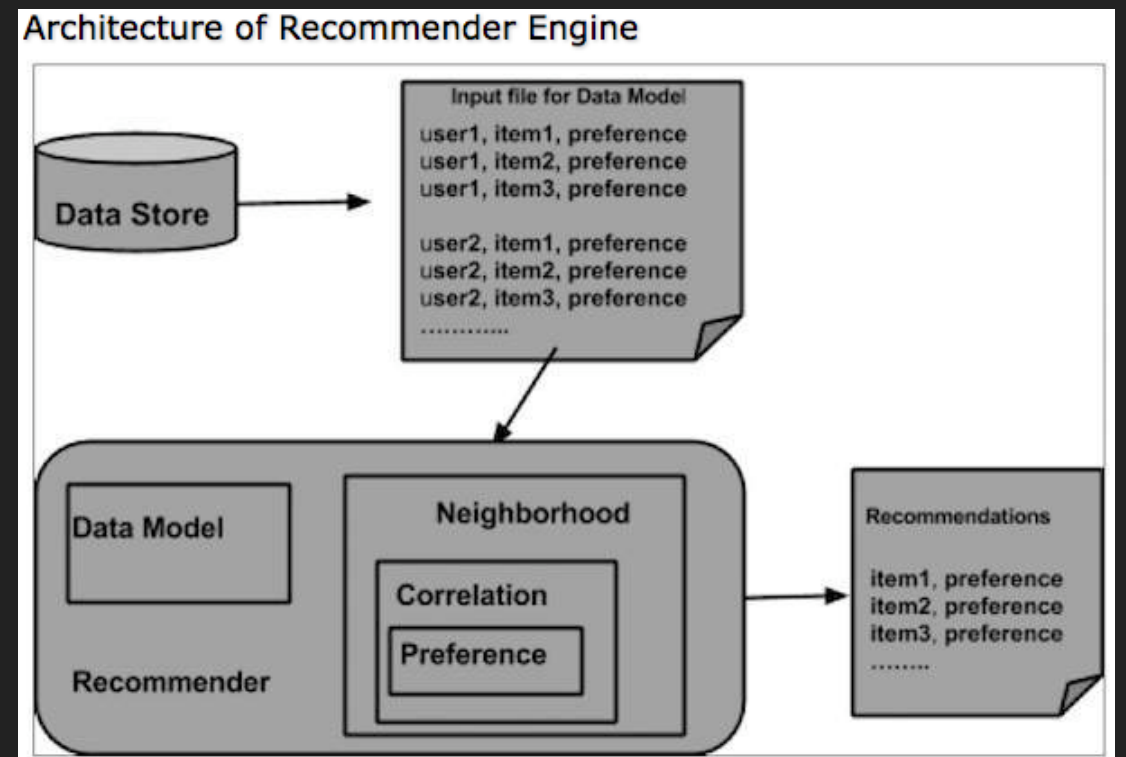 Architecture of Recommender Engine
Input file for Data Model
user1, item1, preference
user1, item2, preference
user1, item3, preference
user2, item1, preference
user2, item2, preference
user2, item3, preference
............
Data Store
Data Model
Recommender
Neighborhood
Correlation
Preference
Recommendations
item1, preference
item2, preference
item3, preference
........